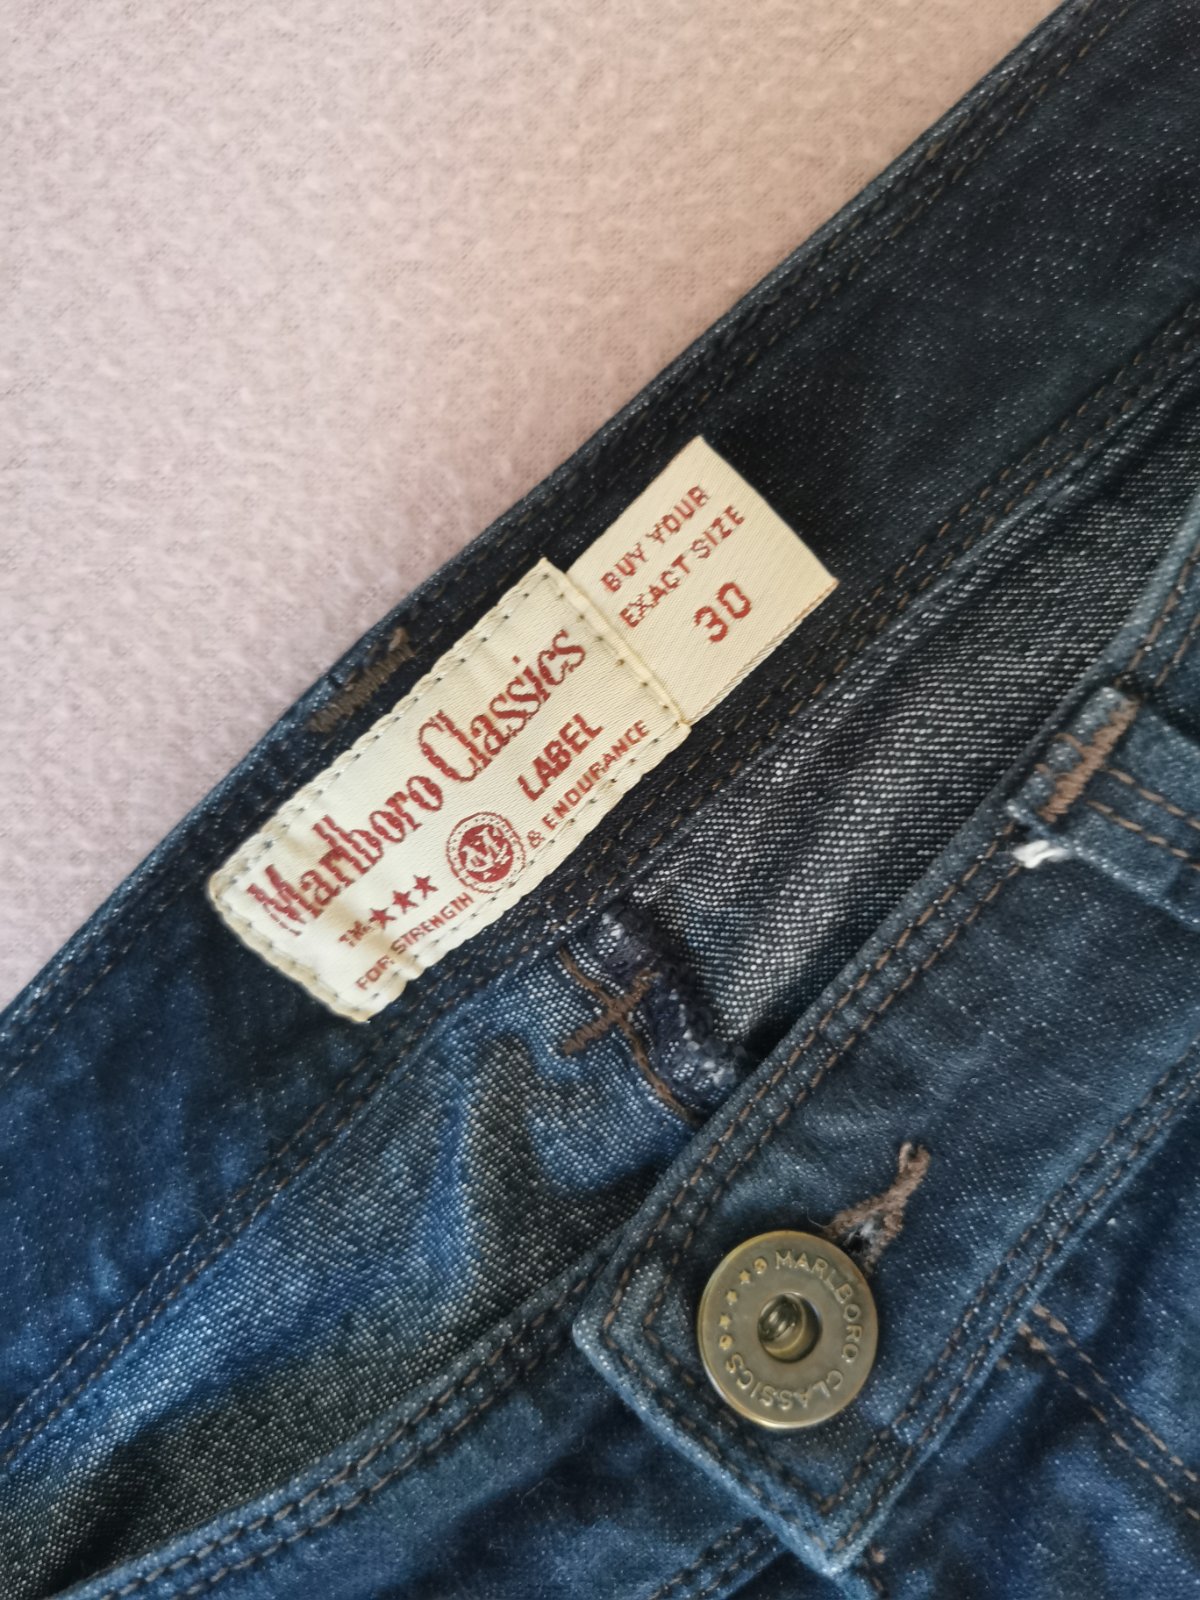 BUY YOUR
EXACT SIZE
30
Marlboro Classics
LABEL
TM ★★★
FOR STRENGTH & ENDURANCE
MARLBORO CLASSICS